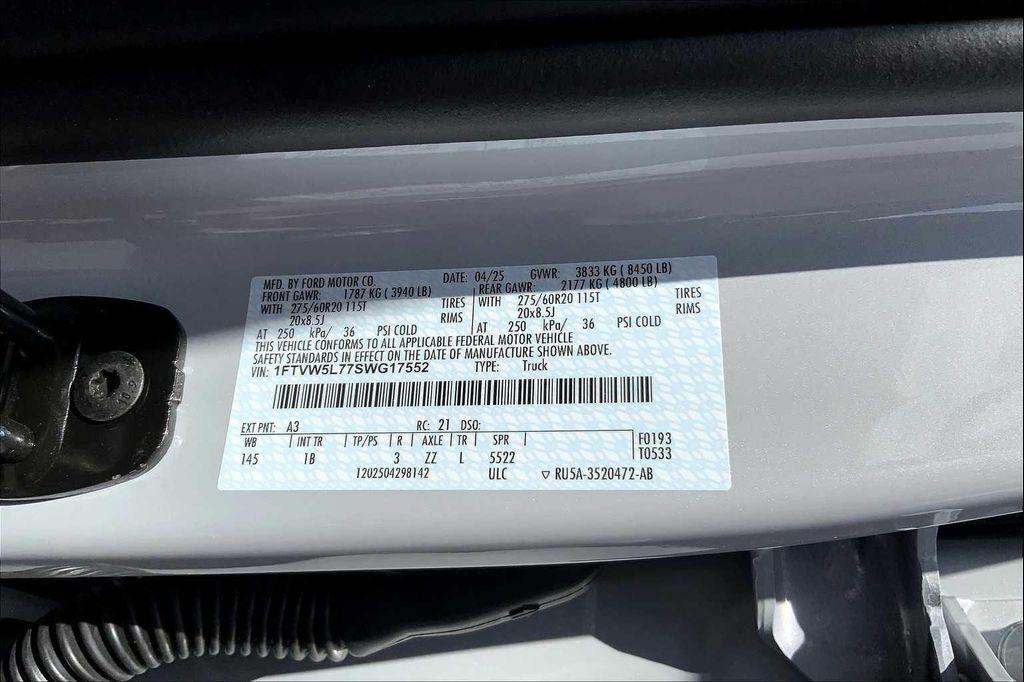 MFD. BY FORD MOTOR CO. DATE: 04/25 GVWR: 3833 KG ( 8450 LB)
FRONT GAWR: 1787 KG ( 3940 LB) REAR GAWR: 2177 KG ( 4800 LB)
WITH 275/60R20 115T TIRES WITH 275/60R20 115T TIRES
20x8.5J RIMS 20x8.5J RIMS
AT 250 kPa/ 36 PSI COLD AT 250 kPa/ 36 PSI COLD
THIS VEHICLE CONFORMS TO ALL APPLICABLE FEDERAL MOTOR VEHICLE
SAFETY STANDARDS IN EFFECT ON THE DATE OF MANUFACTURE SHOWN ABOVE.
VIN: 1FTVW5L77SWG17552 TYPE: Truck
EXT PNT: A3 RC: 21 DSO:
WB INT TR TP/PS R AXLE TR SPR F0193
145 1B 3 ZZ L 5522 T0533
1202504298142 ULC ▽ RU5A-3520472-AB